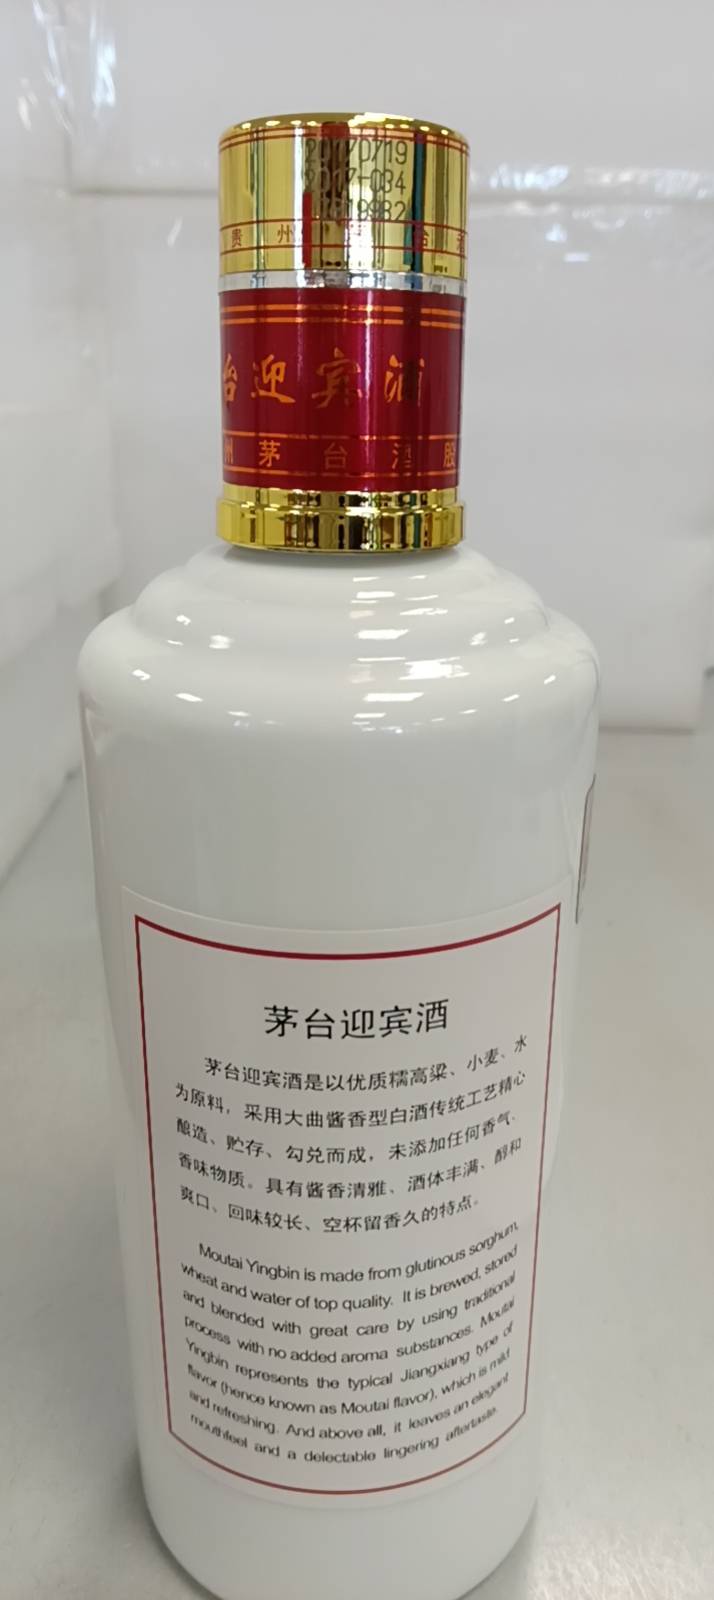 20170719
2017-034
19982
贵 州 茅 台 酒
台迎宾酒
州 茅 台 酒 股
茅台迎宾酒
茅台迎宾酒是以优质糯高粱、小麦、水
为原料，采用大曲酱香型白酒传统工艺精心
酿造、贮存、勾兑而成，未添加任何香气、
香味物质。具有酱香清雅、酒体丰满、醇和
爽口、回味较长、空杯留香久的特点。
Moutai Yingbin is made from glutinous sorghum,
wheat and water of top quality. It is brewed, stored
and blended with great care by using traditional
process with no added aroma substances. Moutai
Yingbin represents the typical Jiangxiang type of
flavor (hence known as Moutai flavor), which is mild
and refreshing. And above all, it leaves an elegant
mouthfeel and a delectable lingering aftertaste.